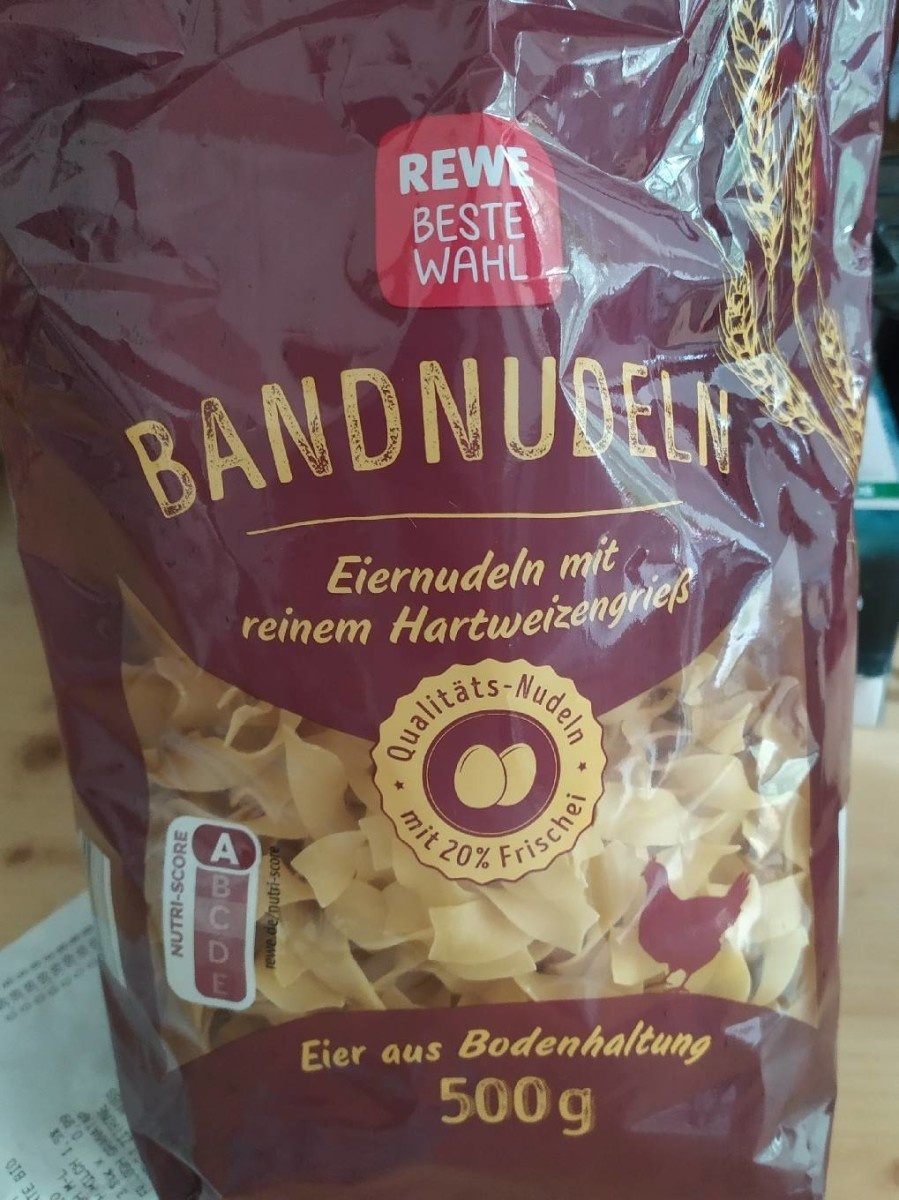 REWE
BESTE
WAHL
BANDNUDELN
Eiernudeln mit
reinem Hartweizengrieß
Qualitäts-Nudeln
mit 20% Frischei
NUTRI-SCORE
A
B
C
D
E
rewe.de/nutri-score
Eier aus Bodenhaltung
500g